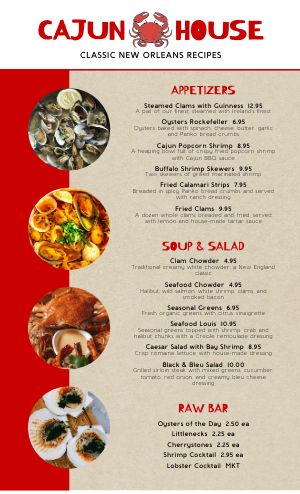 CAJUN HOUSE
CLASSIC NEW ORLEANS RECIPES
APPETIZERS
Steamed Clams with Guinness 12.95
A pail of our finest steamed with Ireland's finest
Oysters Rockefeller 6.95
Oysters baked with spinach, cheese, butter, garlic
and Panko bread crumbs
Cajun Popcorn Shrimp 8.95
A heaping bowl full of crispy fried popcorn shrimp
with Cajun BBQ sauce
Buffalo Shrimp Skewers 9.95
Two skewers of grilled marinated shrimp
Fried Calamari Strips 7.95
Breaded in spicy Panko bread crumbs and served
with ranch dressing
Fried Clams 9.95
A dozen whole clams breaded and fried, served
with lemon and house-made tartar sauce
SOUP & SALAD
Clam Chowder 4.95
Traditional creamy white chowder, a New England
classic
Seafood Chowder 4.95
Halibut, wild salmon, white shrimp, clams, and
smoked bacon
Seasonal Greens 6.95
Fresh organic greens with citrus vinaigrette
Seafood Louis 10.95
Seasonal greens topped with shrimp, crab, and
halibut chunks with a Creole remoulade dressing
Caesar Salad with Bay Shrimp 8.95
Crisp romaine lettuce with house-made dressing
Black & Bleu Salad 10.00
Grilled sirloin steak with mixed greens, cucumber,
tomato, red onion, and creamy bleu cheese
dressing
RAW BAR
Oysters of the Day 2.50 ea
Littlenecks 2.25 ea
Cherrystones 2.25 ea
Shrimp Cocktail 2.95 ea
Lobster Cocktail MKT